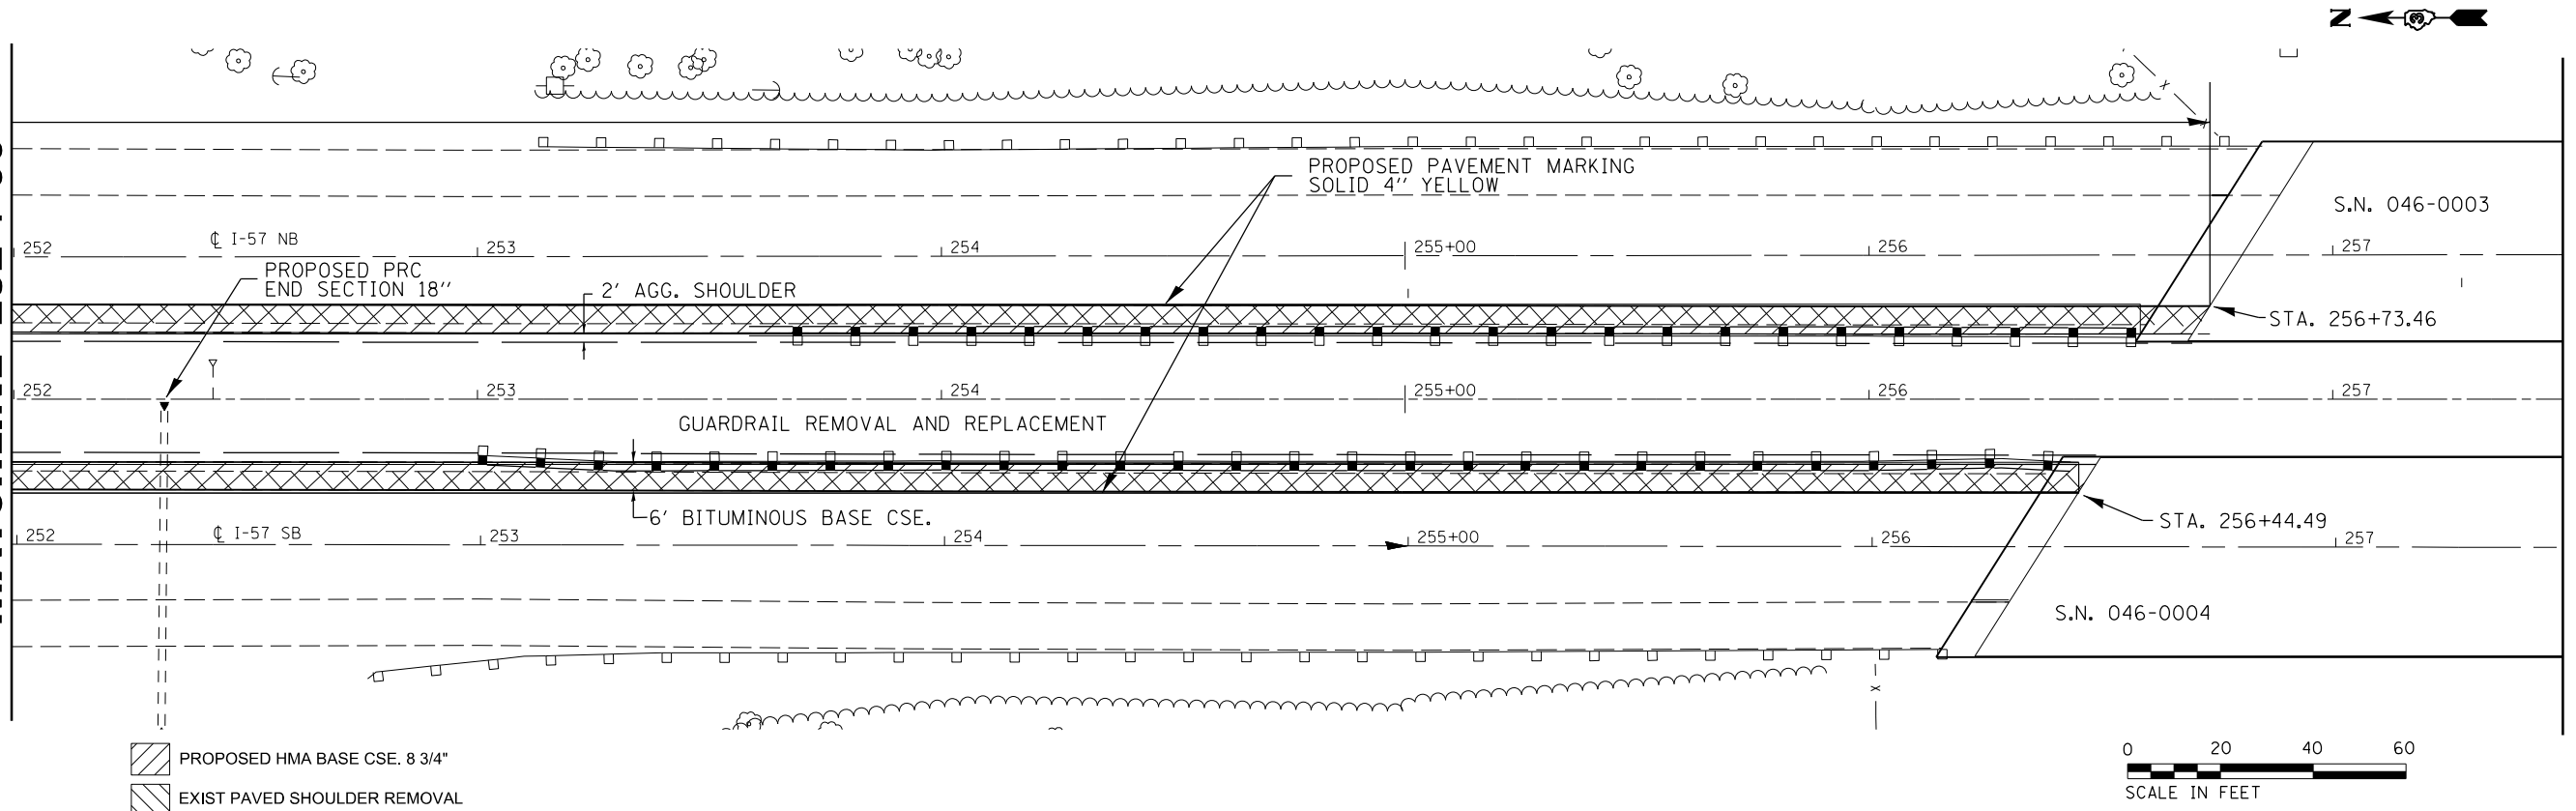 N
PROPOSED PAVEMENT MARKING
SOLID 4'' YELLOW
S.N. 046-0003
252
℄ I-57 NB
253
254
255+00
256
257
PROPOSED PRC
END SECTION 18''
2' AGG. SHOULDER
STA. 256+73.46
252
253
254
255+00
256
257
GUARDRAIL REMOVAL AND REPLACEMENT
6' BITUMINOUS BASE CSE.
STA. 256+44.49
252
℄ I-57 SB
253
254
255+00
256
257
S.N. 046-0004
PROPOSED HMA BASE CSE. 8 3/4"
EXIST PAVED SHOULDER REMOVAL
0 20 40 60
SCALE IN FEET